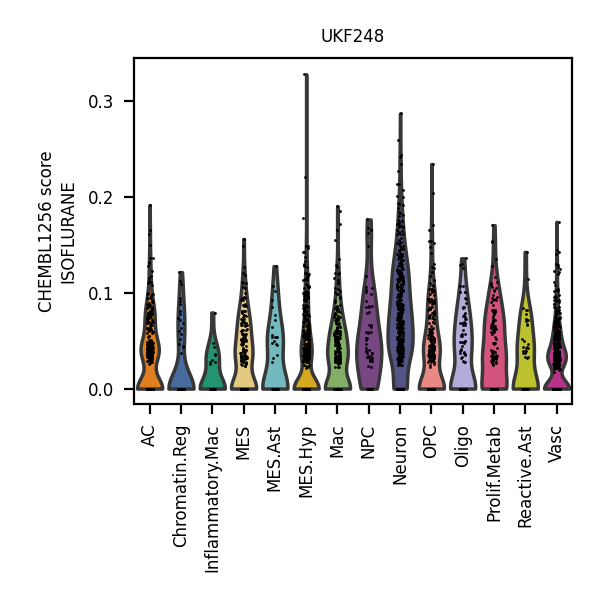 UKF248
CHEMBL1256 score
ISOFLURANE
0.3
0.2
0.1
0.0
AC
Chromatin.Reg
Inflammatory.Mac
MES
MES.Ast
MES.Hyp
Mac
NPC
Neuron
OPC
Oligo
Prolif.Metab
Reactive.Ast
Vasc